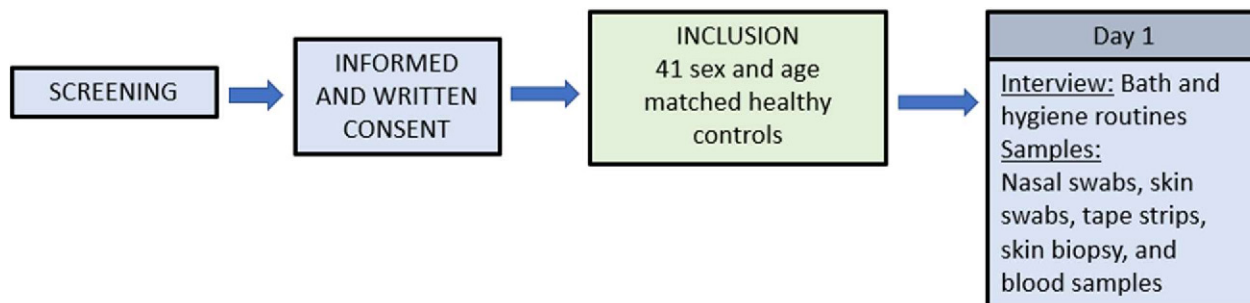 SCREENING
INFORMED
AND WRITTEN
CONSENT
INCLUSION
41 sex and age
matched healthy
controls
Day 1
Interview: Bath and
hygiene routines
Samples:
Nasal swabs, skin
swabs, tape strips,
skin biopsy, and
blood samples